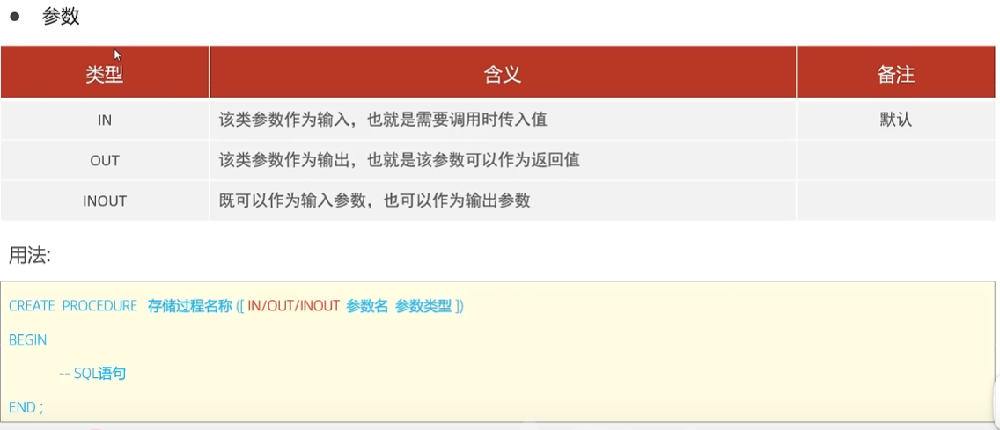 ● 参数
类型 含义 备注
IN 该类参数作为输入，也就是需要调用时传入值 默认
OUT 该类参数作为输出，也就是该参数可以作为返回值
INOUT 既可以作为输入参数，也可以作为输出参数
用法:
CREATE PROCEDURE 存储过程名称 ([ IN/OUT/INOUT 参数名 参数类型 ])
BEGIN
-- SQL语句
END ;